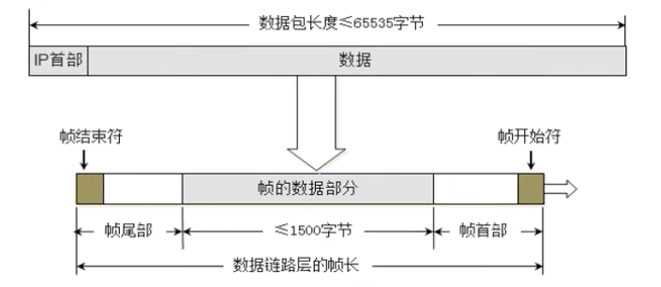 数据包长度≤65535字节
IP首部 数据
帧结束符 帧开始符
帧的数据部分
帧尾部 ≤1500字节 帧首部
数据链路层的帧长